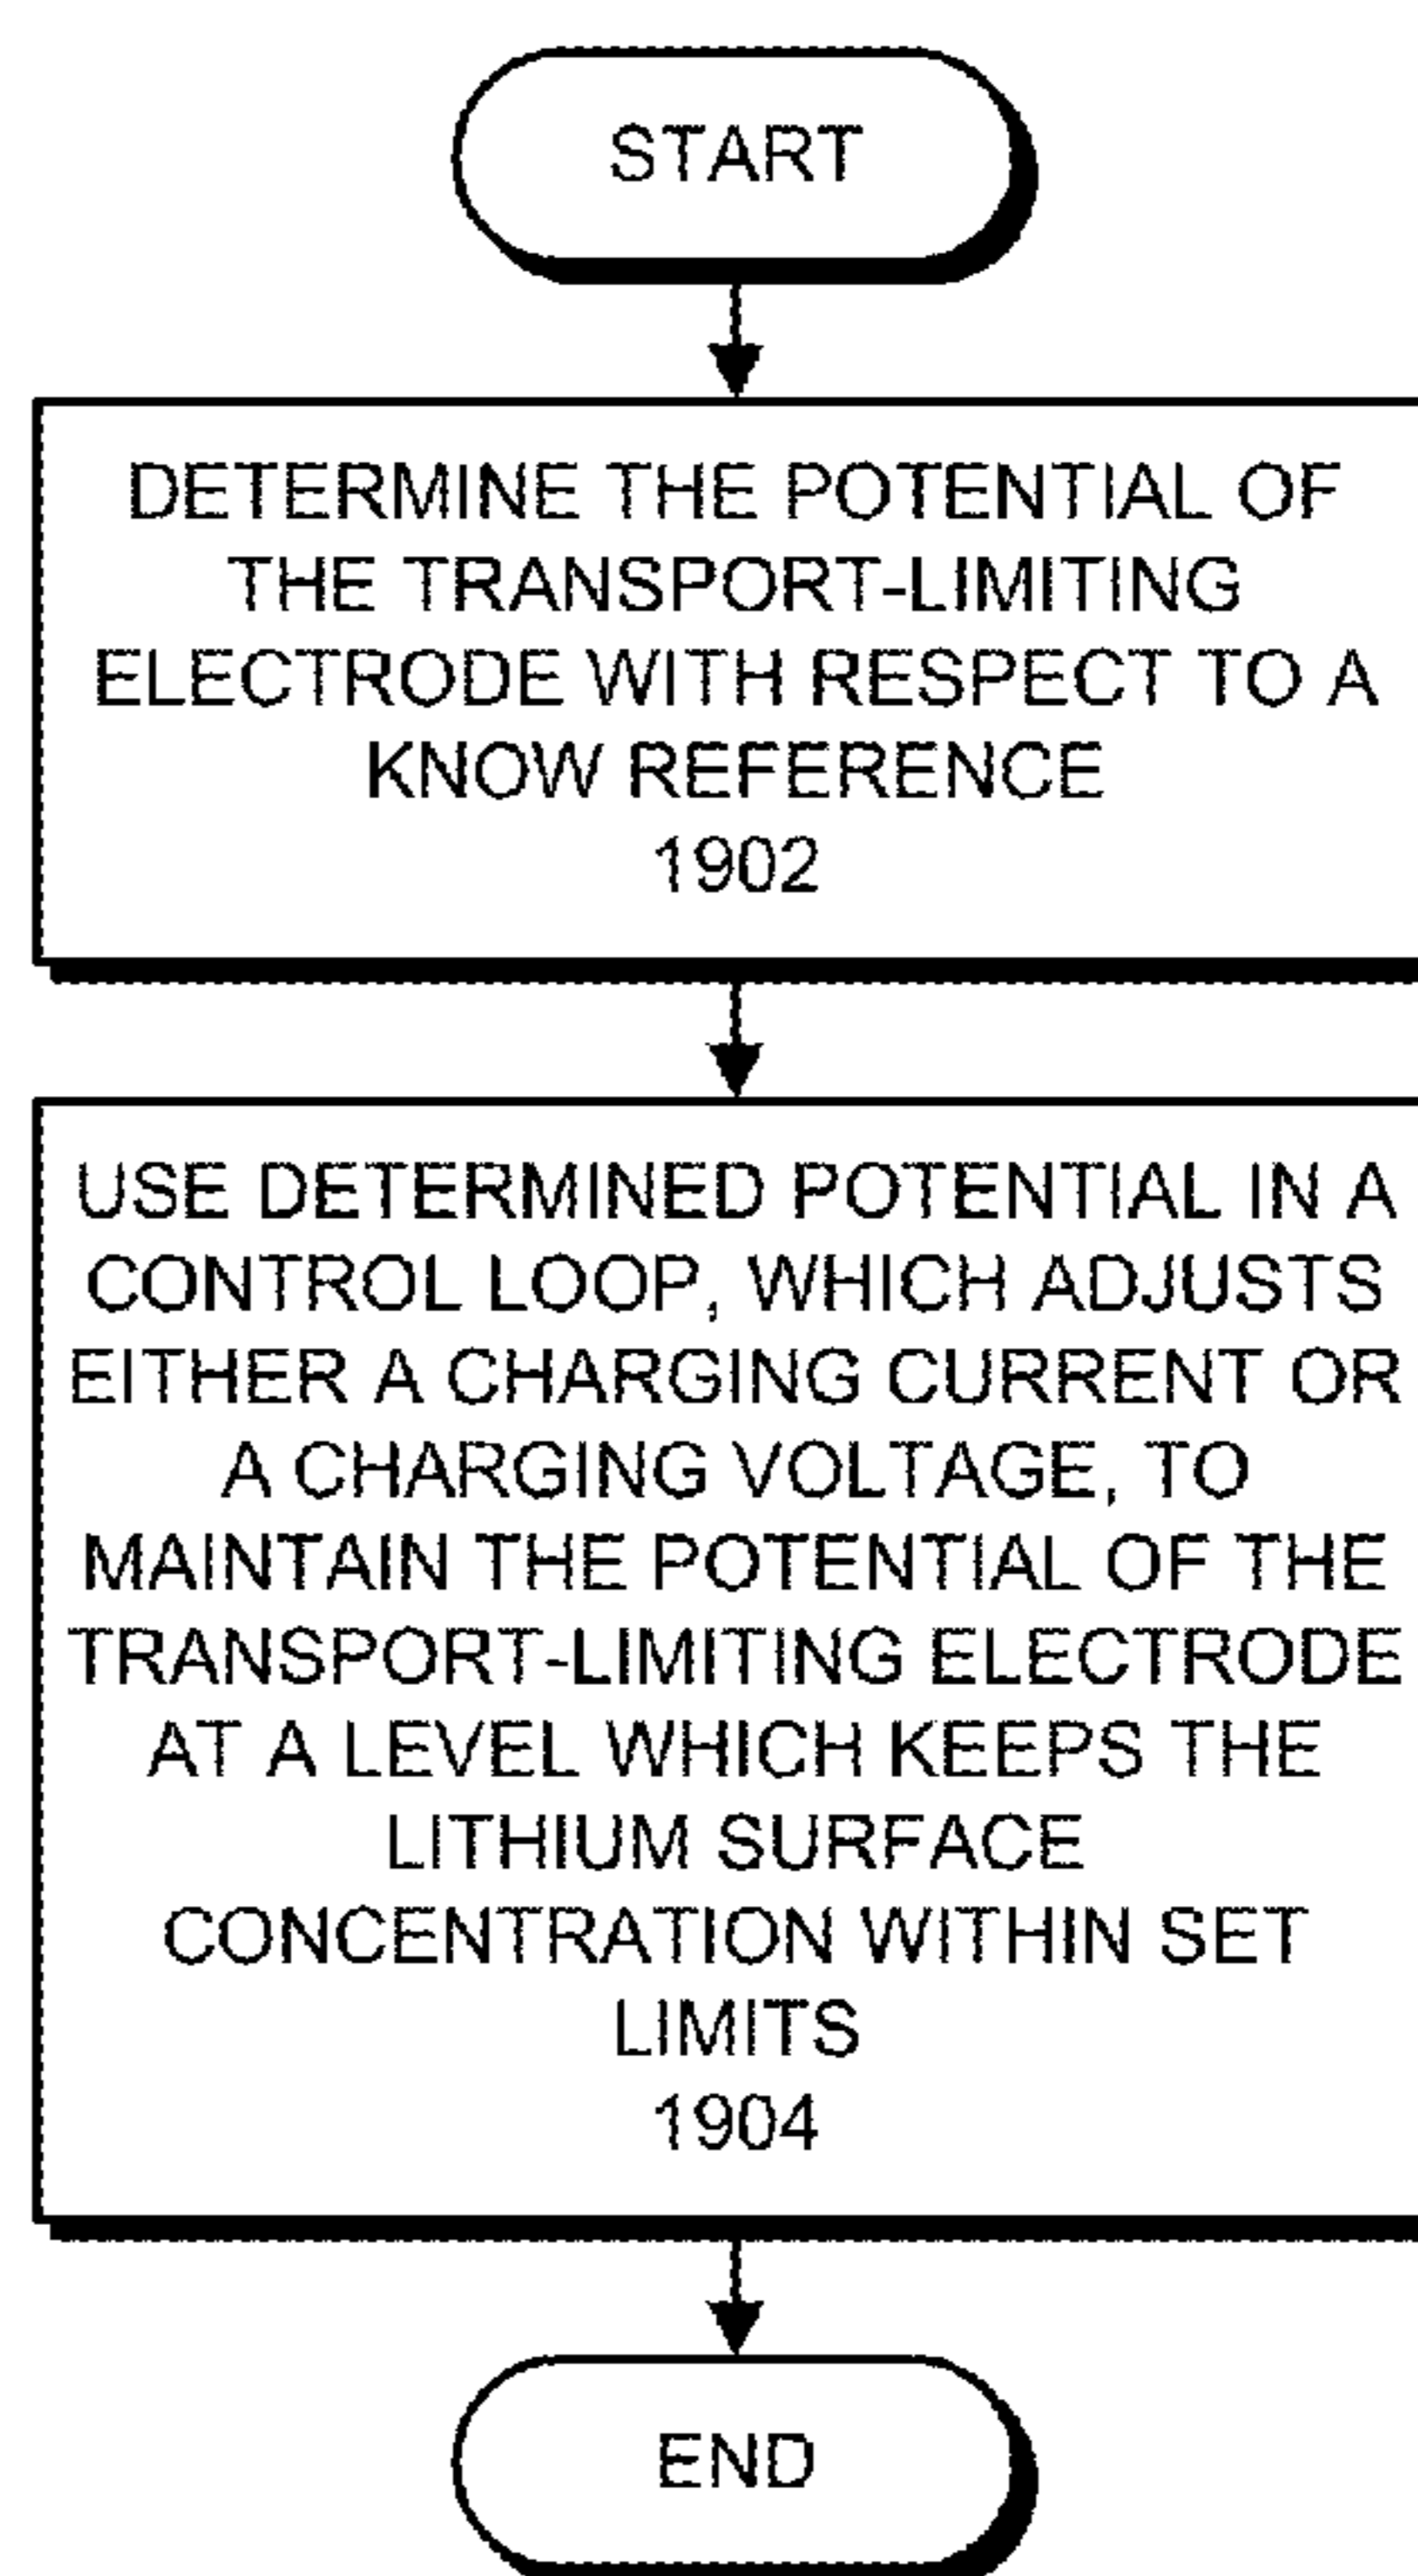 START
DETERMINE THE POTENTIAL OF
THE TRANSPORT-LIMITING
ELECTRODE WITH RESPECT TO A
KNOW REFERENCE
1902
USE DETERMINED POTENTIAL IN A
CONTROL LOOP, WHICH ADJUSTS
EITHER A CHARGING CURRENT OR
A CHARGING VOLTAGE, TO
MAINTAIN THE POTENTIAL OF THE
TRANSPORT-LIMITING ELECTRODE
AT A LEVEL WHICH KEEPS THE
LITHIUM SURFACE
CONCENTRATION WITHIN SET
LIMITS
1904
END